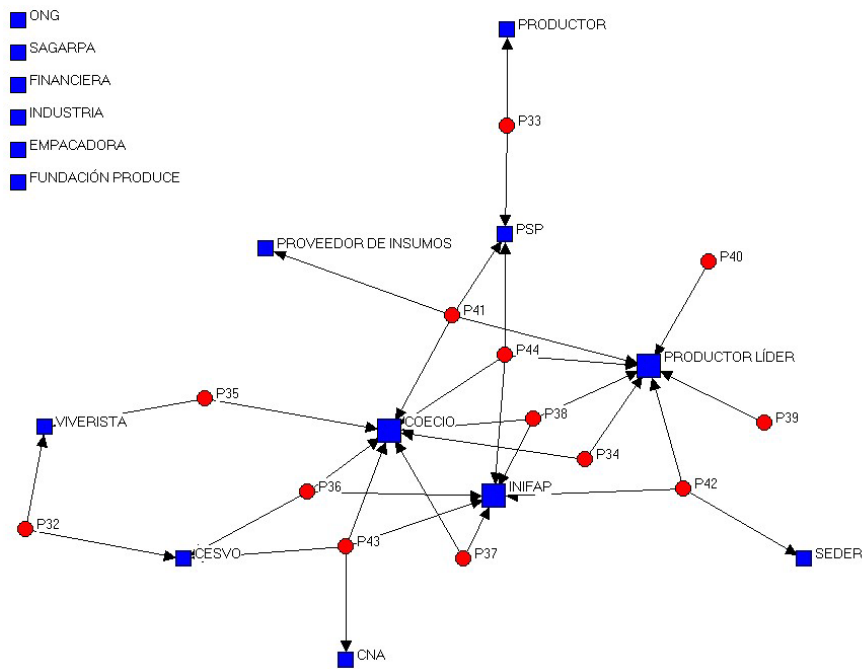 ONG
SAGARPA
FINANCIERA
INDUSTRIA
EMPACADORA
FUNDACIÓN PRODUCE
PRODUCTOR
P33
PSP
PROVEEDOR DE INSUMOS
P40
P41
P44
PRODUCTOR LÍDER
P35
VIVERISTA
COECIO
P38
P39
P34
P36
INIFAP
P42
P32
P43
CESVO
P37
SEDER
CNA